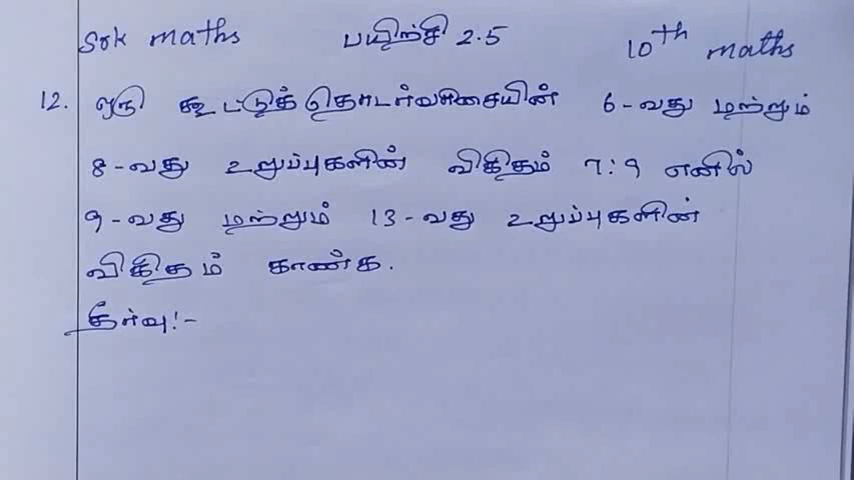 Srk maths பயிற்சி 2.5 10th maths
12. ஒரு கூட்டுத் தொடர்வரிசையின் 6-வது மற்றும்
8-வது உறுப்புகளின் விகிதம் 7:9 எனில்
9-வது மற்றும் 13-வது உறுப்புகளின்
விகிதம் காண்க.
தீர்வு:-